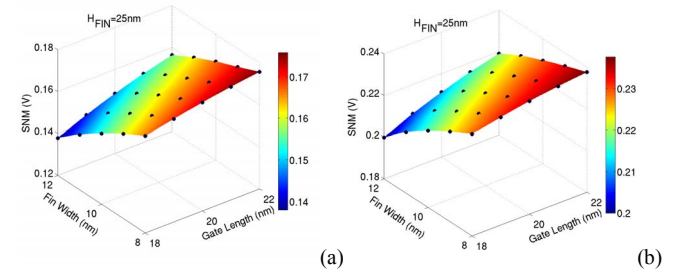 H_FIN=25nm
0.18
0.16
0.14
0.12
SNM (V)
12
10
8
Fin Width (nm)
18
20
22
Gate Length (nm)
0.17
0.16
0.15
0.14
(a)
H_FIN=25nm
0.24
0.22
0.2
0.18
SNM (V)
12
10
8
Fin Width (nm)
18
20
22
Gate Length (nm)
0.23
0.22
0.21
0.2
(b)